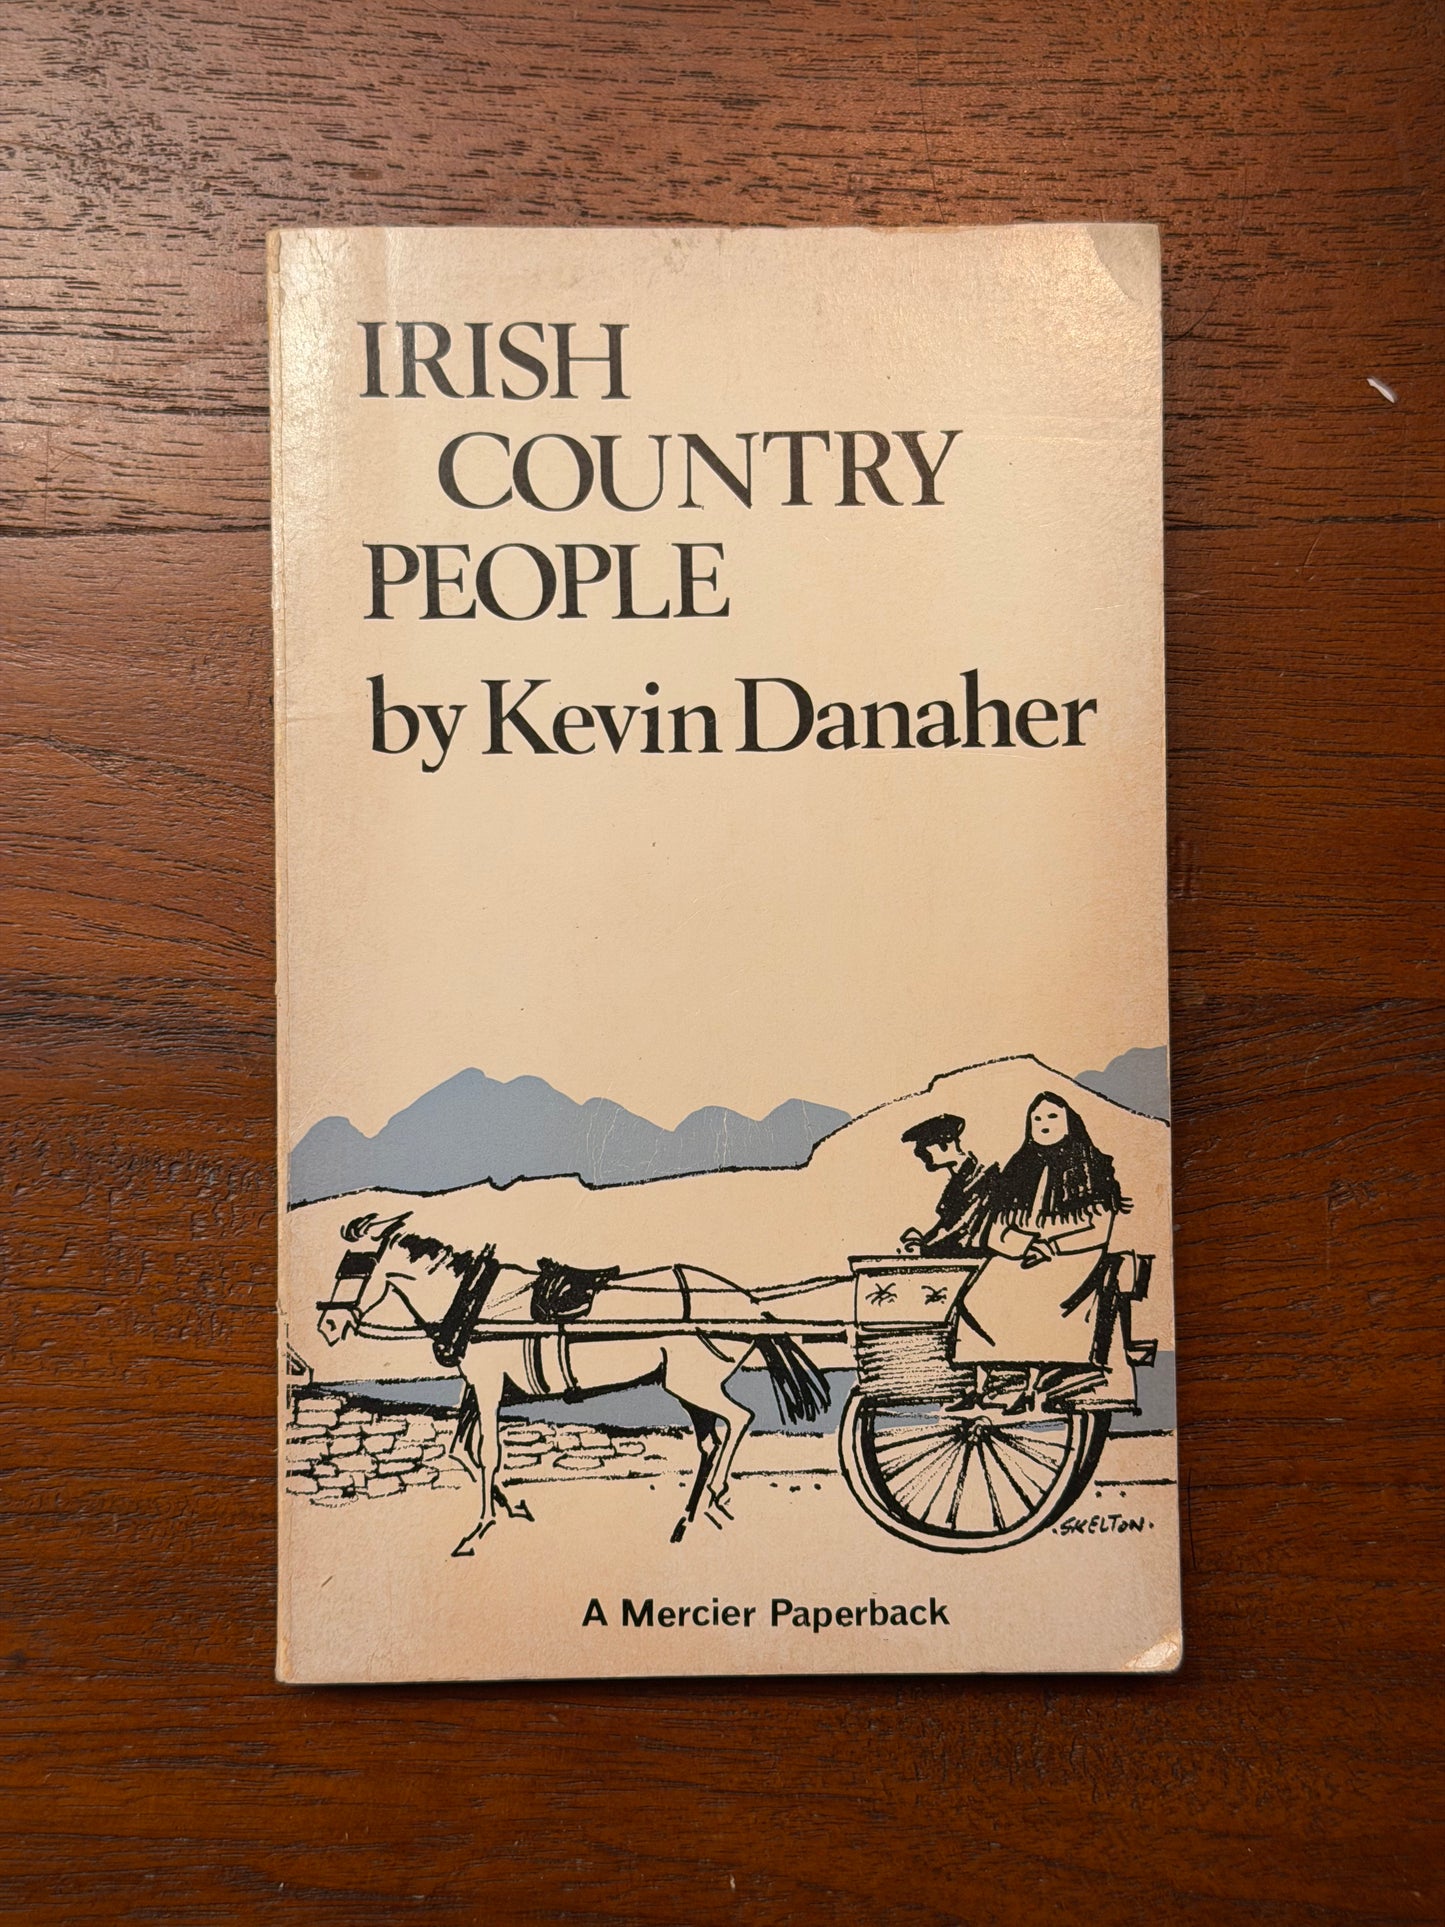 IRISH
COUNTRY
PEOPLE
by Kevin Danaher
.SKELTON.
A Mercier Paperback